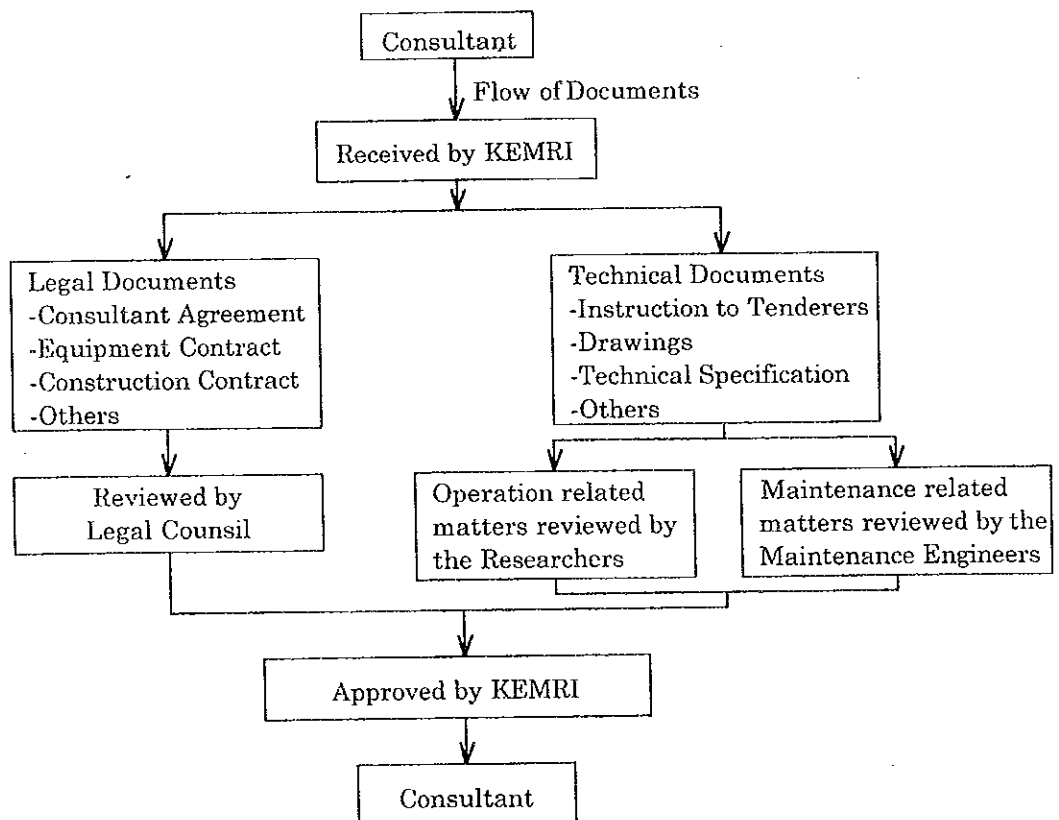 Consultant
Flow of Documents
Received by KEMRI
Legal Documents
-Consultant Agreement
-Equipment Contract
-Construction Contract
-Others
Technical Documents
-Instruction to Tenderers
-Drawings
-Technical Specification
-Others
Reviewed by
Legal Counsil
Operation related
matters reviewed by
the Researchers
Maintenance related
matters reviewed by the
Maintenance Engineers
Approved by KEMRI
Consultant